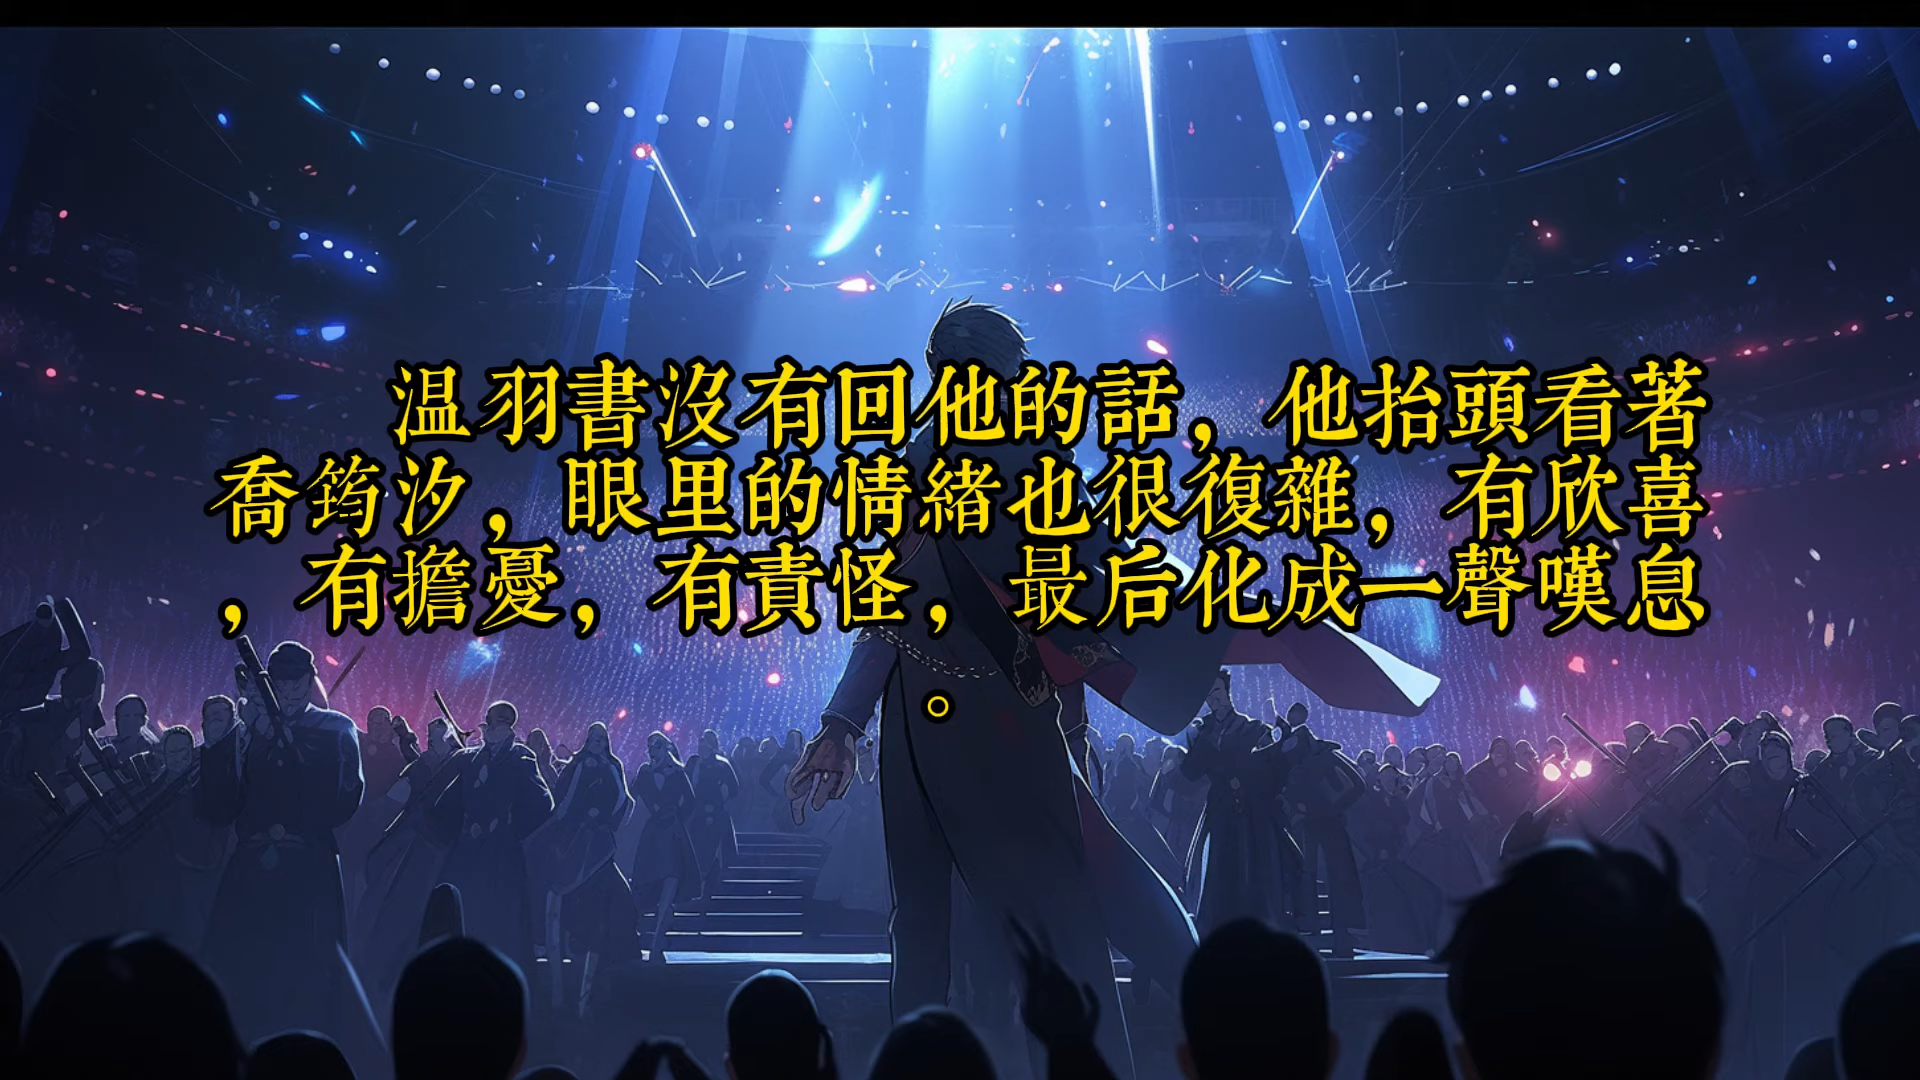 温羽書沒有回他的話，他抬頭看著
喬筠汐，眼里的情緒也很復雜，有欣喜
，有擔憂，有責怪，最后化成一聲嘆息
。